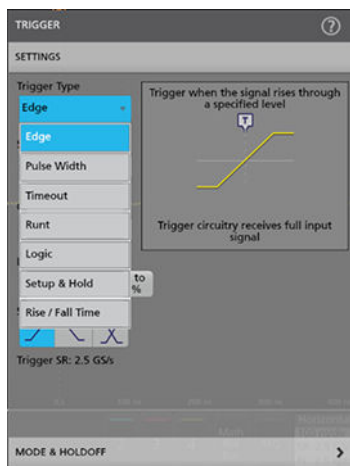 TRIGGER
?
SETTINGS
Trigger Type
Edge
Edge
Pulse Width
Timeout
Runt
Logic
Setup & Hold
Rise / Fall Time
to
%
Trigger when the signal rises through
a specified level
T
Trigger circuitry receives full input
signal
Trigger SR: 2.5 GS/s
MODE & HOLDOFF